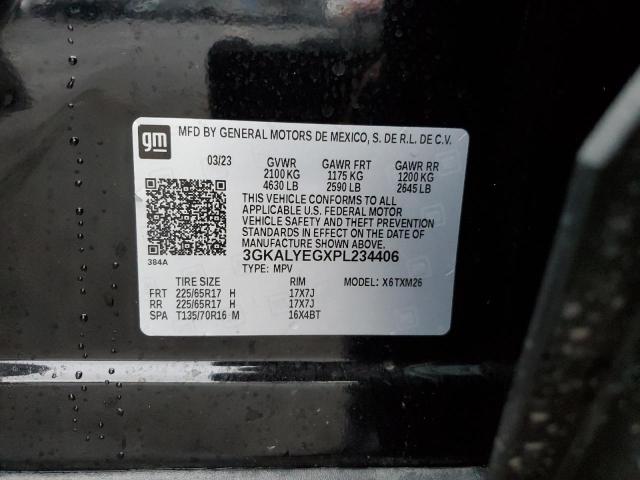 gm
MFD BY GENERAL MOTORS DE MEXICO, S. DE R.L. DE C.V.
03/23 GVWR GAWR FRT GAWR RR
2100 KG 1175 KG 1200 KG
4630 LB 2590 LB 2645 LB
THIS VEHICLE CONFORMS TO ALL
APPLICABLE U.S. FEDERAL MOTOR
VEHICLE SAFETY AND THEFT PREVENTION
STANDARDS IN EFFECT ON THE DATE OF
MANUFACTURE SHOWN ABOVE.
384A
3GKALYEGXPL234406
TYPE: MPV
TIRE SIZE RIM MODEL: X6TXM26
FRT 225/65R17 H 17X7J
RR 225/65R17 H 17X7J
SPA T135/70R16 M 16X4BT